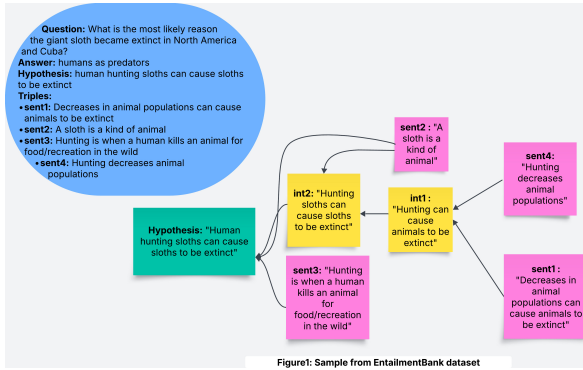 Question: What is the most likely reason
the giant sloth became extinct in North America
and Cuba?
Answer: humans as predators
Hypothesis: human hunting sloths can cause sloths
to be extinct
Triples:
•sent1: Decreases in animal populations can cause
animals to be extinct
•sent2: A sloth is a kind of animal
•sent3: Hunting is when a human kills an animal for
food/recreation in the wild
•sent4: Hunting decreases animal
populations
sent2 : "A
sloth is a
kind of
animal"
sent4:
"Hunting
decreases
animal
populations"
int2: "Hunting
sloths can
cause sloths
to be extinct"
int1 :
"Hunting can
cause
animals to be
extinct"
Hypothesis: "Human
hunting sloths can cause
sloths to be extinct"
sent3: "Hunting
is when a human
kills an animal
for
food/recreation
in the wild"
sent1 :
"Decreases in
animal
populations can
cause animals to
be extinct"
Figure1: Sample from EntailmentBank dataset